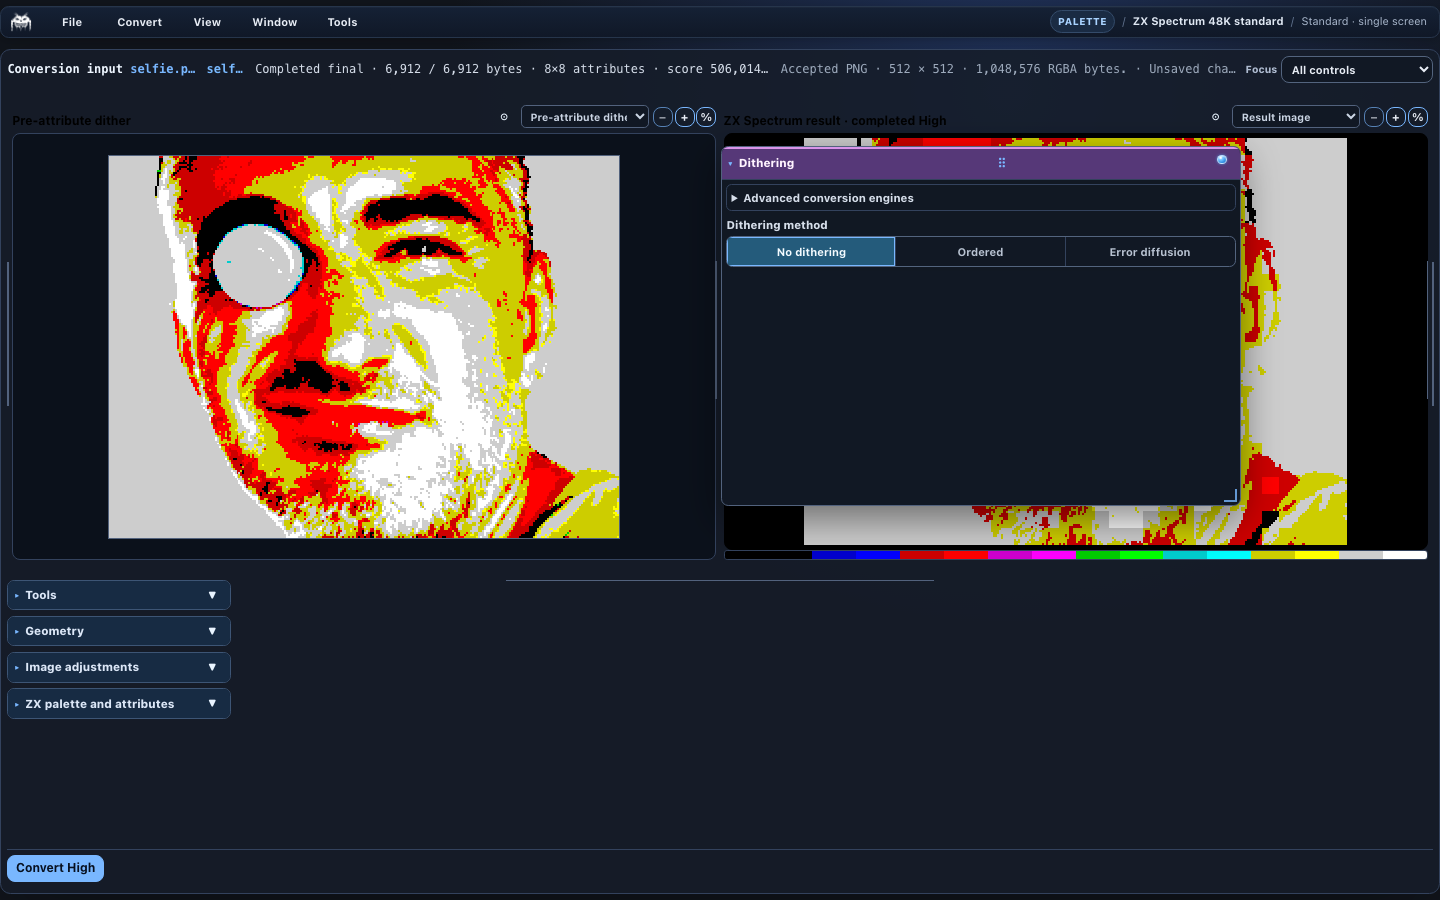 File Convert View Window Tools PALETTE / ZX Spectrum 48K standard / Standard · single screen
Conversion input selfie.p… self… Completed final · 6,912 / 6,912 bytes · 8×8 attributes · score 506,014… Accepted PNG · 512 × 512 · 1,048,576 RGBA bytes. · Unsaved cha… Focus All controls
Pre-attribute dither Pre-attribute dithe − + %
ZX Spectrum result · completed High Result image − + %
Dithering
Advanced conversion engines
Dithering method
No dithering Ordered Error diffusion
Tools
Geometry
Image adjustments
ZX palette and attributes
Convert High